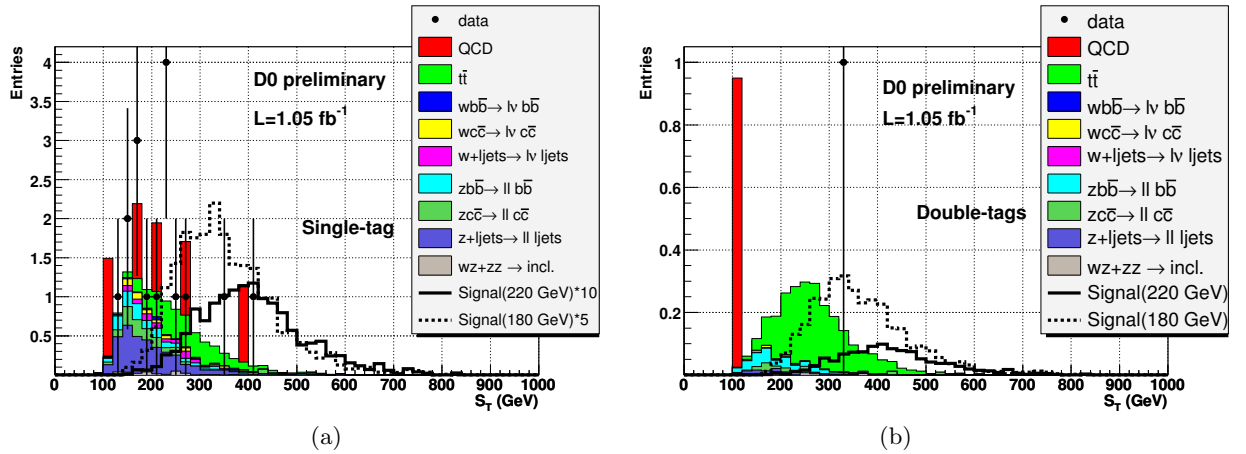 Entries
4
3.5
3
2.5
2
1.5
1
0.5
0 100 200 300 400 500 600 700 800 900 1000
S_T (GeV)
D0 preliminary
L=1.05 fb⁻¹
Single-tag
data
QCD
tt̄
wbb̄→ lν bb̄
wcc̄→ lν cc̄
w+ljets→ lν ljets
zbb̄→ ll bb̄
zcc̄→ ll cc̄
z+ljets→ ll ljets
wz+zz → incl.
Signal(220 GeV)*10
Signal(180 GeV)*5
(a)
Entries
1
0.8
0.6
0.4
0.2
0 100 200 300 400 500 600 700 800 900 1000
S_T (GeV)
D0 preliminary
L=1.05 fb⁻¹
Double-tags
data
QCD
tt̄
wbb̄→ lν bb̄
wcc̄→ lν cc̄
w+ljets→ lν ljets
zbb̄→ ll bb̄
zcc̄→ ll cc̄
z+ljets→ ll ljets
wz+zz → incl.
Signal(220 GeV)
Signal(180 GeV)
(b)